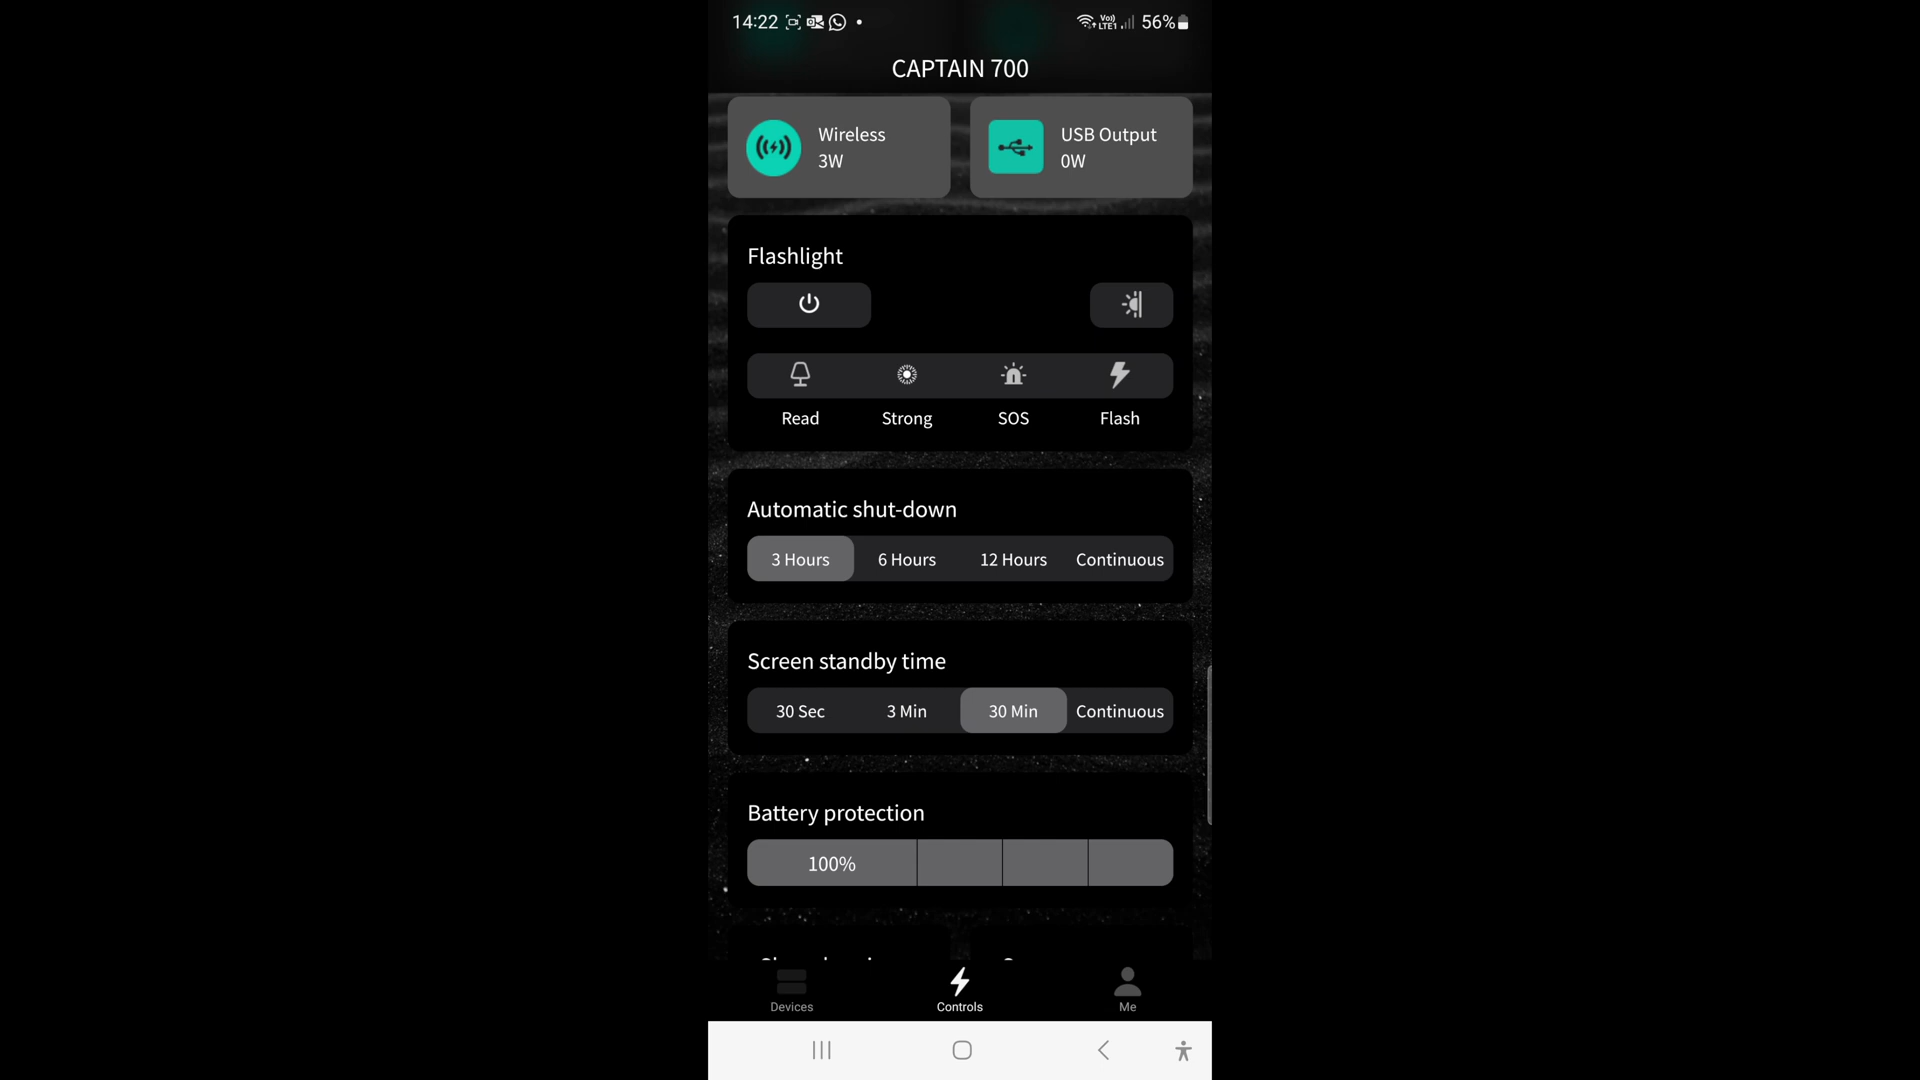 14:22
Vo))
LTE1
56%
CAPTAIN 700
Wireless
3W
USB Output
0W
Flashlight
Read
Strong
SOS
Flash
Automatic shut-down
3 Hours
6 Hours
12 Hours
Continuous
Screen standby time
30 Sec
3 Min
30 Min
Continuous
Battery protection
100%
Devices
Controls
Me